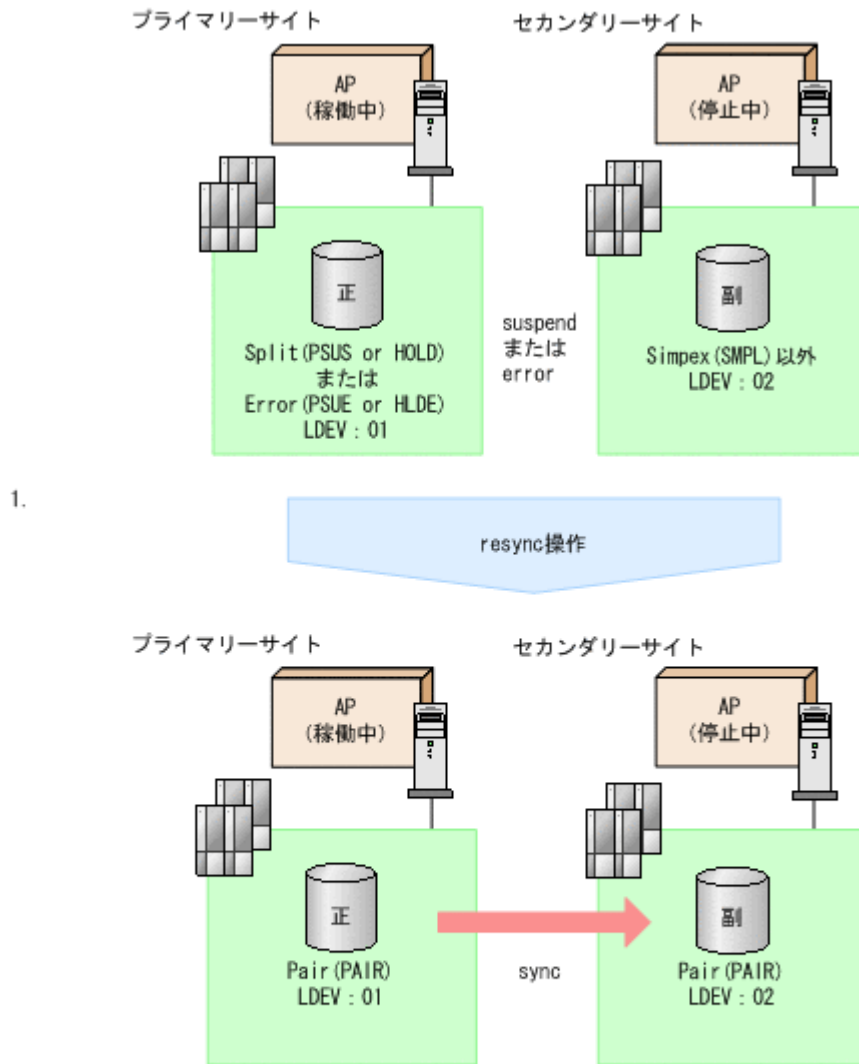 プライマリーサイト
セカンダリーサイト
AP
(稼働中)
AP
(停止中)
正
副
Split(PSUS or HOLD)
または
Error(PSUE or HLDE)
LDEV：01
suspend
または
error
Simpex(SMPL)以外
LDEV：02
1.
resync操作
プライマリーサイト
セカンダリーサイト
AP
(稼働中)
AP
(停止中)
正
副
Pair(PAIR)
LDEV：01
sync
Pair(PAIR)
LDEV：02